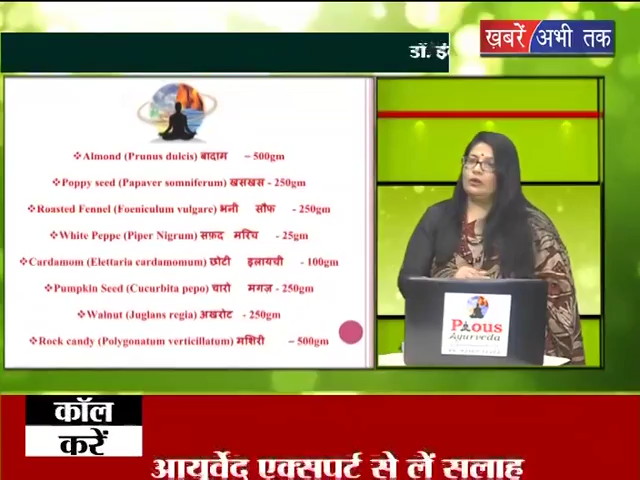 ख़बरें अभी तक
डॉ. इं
❖Almond (Prunus dulcis) बादाम – 500gm
❖Poppy seed (Papaver somniferum) खसखस - 250gm
❖Roasted Fennel (Foeniculum vulgare) भनी सौंफ - 250gm
❖White Peppe (Piper Nigrum) सफ़द मरिच - 25gm
❖Cardamom (Elettaria cardamomum) छोटी इलायची - 100gm
❖Pumpkin Seed (Cucurbita pepo) चारो मगज़ - 250gm
❖Walnut (Juglans regia) अखरोट - 250gm
❖Rock candy (Polygonatum verticillatum) मशिरी – 500gm
Pious
Ayurveda
कॉल
करें
आयुर्वेद एक्सपर्ट से लें सलाह